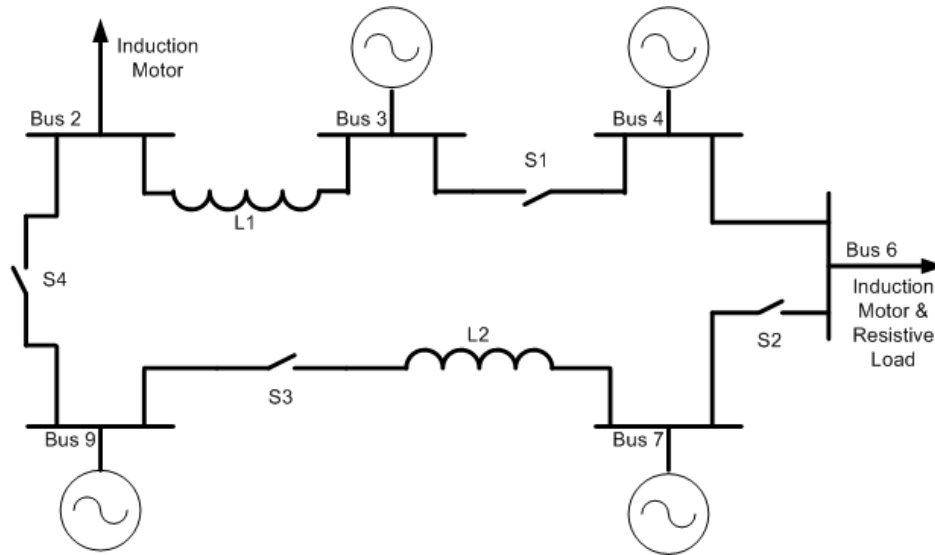 Induction
Motor
Bus 2
Bus 3
Bus 4
S1
L1
Bus 6
Induction
Motor &
Resistive
Load
S4
S2
L2
S3
Bus 9
Bus 7